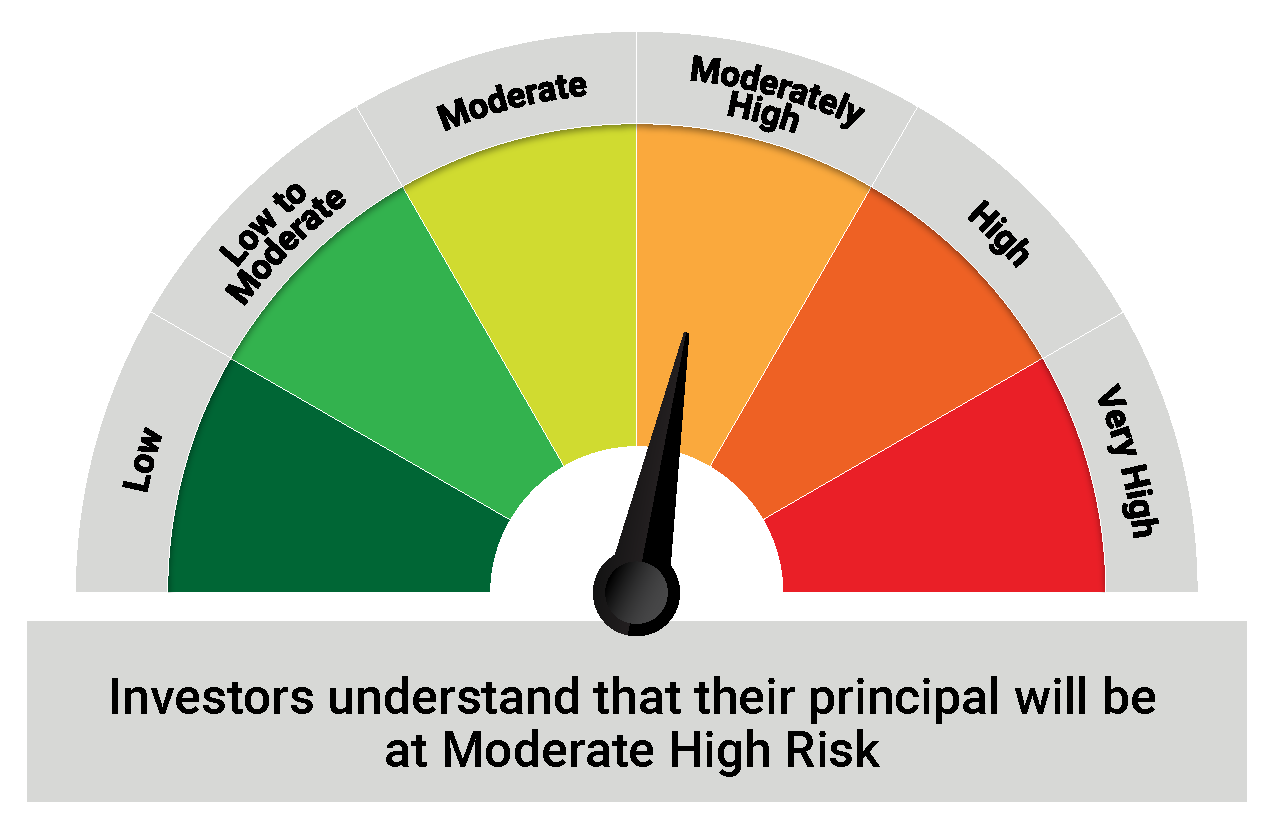 Low
Low to
Moderate
Moderate
Moderately
High
High
Very High
Investors understand that their principal will be
at Moderate High Risk